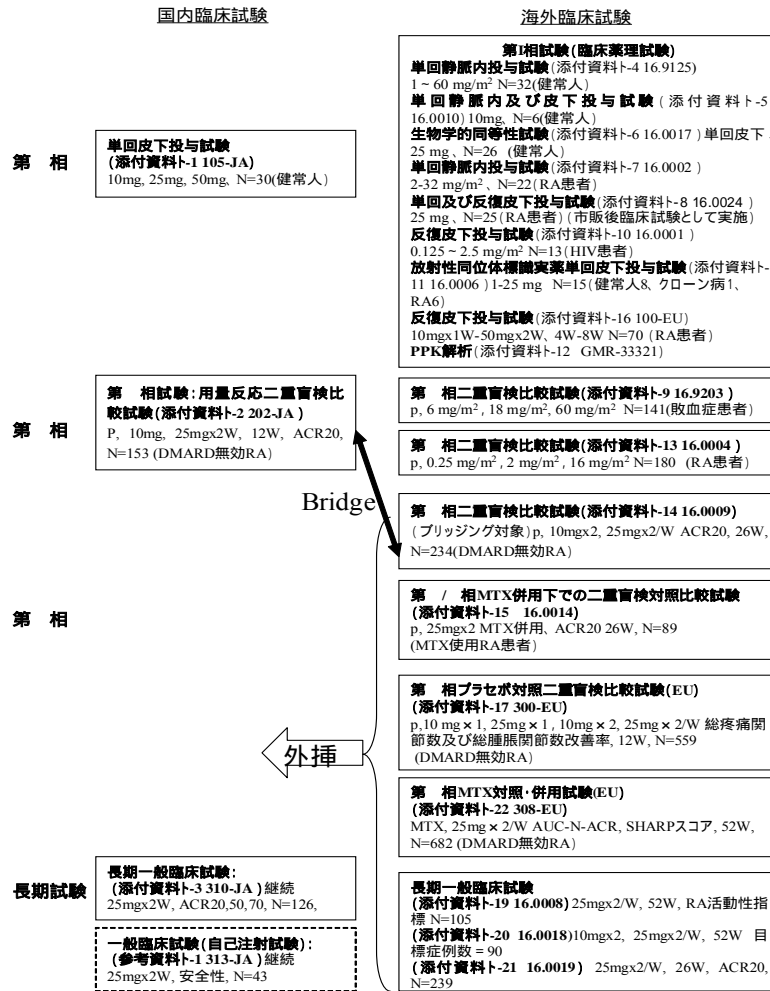 国内臨床試験
海外臨床試験
第 相
単回皮下投与試験
(添付資料ﾄ-1 105-JA)
10mg, 25mg, 50mg, N=30(健常人)
第I相試験(臨床薬理試験)
単回静脈内投与試験(添付資料ﾄ-4 16.9125)
1~60 mg/m² N=32(健常人)
単回静脈内及び皮下投与試験(添付資料ﾄ-5
16.0010) 10mg、N=6(健常人)
生物学的同等性試験(添付資料ﾄ-6 16.0017)単回皮下、
25 mg、N=26 (健常人)
単回静脈内投与試験(添付資料ﾄ-7 16.0002)
2-32 mg/m²、N=22(RA患者)
単回及び反復皮下投与試験(添付資料ﾄ-8 16.0024 )
25 mg、N=25(RA患者)(市販後臨床試験として実施)
反復皮下投与試験(添付資料ﾄ-10 16.0001 )
0.125~2.5 mg/m² N=13(HIV患者)
放射性同位体標識実薬単回皮下投与試験(添付資料ﾄ-
11 16.0006 ) 1-25 mg N=15(健常人8、クローン病1、
RA6)
反復皮下投与試験(添付資料ﾄ-16 100-EU)
10mgx1W-50mgx2W、4W-8W N=70 (RA患者)
PPK解析(添付資料ﾄ-12 GMR-33321)
第 相
第 相試験:用量反応二重盲検比
較試験(添付資料ﾄ-2 202-JA )
P, 10mg, 25mgx2W, 12W, ACR20,
N=153 (DMARD無効RA)
第 相二重盲検比較試験(添付資料ﾄ-9 16.9203 )
p, 6 mg/m², 18 mg/m², 60 mg/m² N=141(敗血症患者)
第 相二重盲検比較試験(添付資料ﾄ-13 16.0004 )
p, 0.25 mg/m², 2 mg/m², 16 mg/m² N=180 (RA患者)
Bridge
第 相二重盲検比較試験(添付資料ﾄ-14 16.0009)
(ブリッジング対象) p, 10mgx2, 25mgx2/W ACR20, 26W,
N=234(DMARD無効RA)
第 相
第 / 相MTX併用下での二重盲検対照比較試験
(添付資料ﾄ-15 16.0014)
p, 25mgx2 MTX併用、ACR20 26W, N=89
(MTX使用RA患者)
第 相プラセボ対照二重盲検比較試験(EU)
(添付資料ﾄ-17 300-EU)
p,10 mg×1, 25mg×1, 10mg×2, 25mg×2/W 総疼痛関
節数及び総腫脹関節数改善率, 12W, N=559
(DMARD無効RA)
外挿
第 相MTX対照・併用試験(EU)
(添付資料ﾄ-22 308-EU)
MTX, 25mg×2/W AUC-N-ACR, SHARPスコア, 52W,
N=682 (DMARD無効RA)
長期試験
長期一般臨床試験:
(添付資料ﾄ-3 310-JA )継続
25mgx2W, ACR20,50,70, N=126,
一般臨床試験(自己注射試験):
(参考資料ﾄ-1 313-JA )継続
25mgx2W, 安全性, N=43
長期一般臨床試験
(添付資料ﾄ-19 16.0008) 25mgx2/W, 52W, RA活動性指
標 N=105
(添付資料ﾄ-20 16.0018)10mgx2, 25mgx2/W, 52W 目
標症例数=90
(添付資料ﾄ-21 16.0019) 25mgx2/W, 26W, ACR20,
N=239